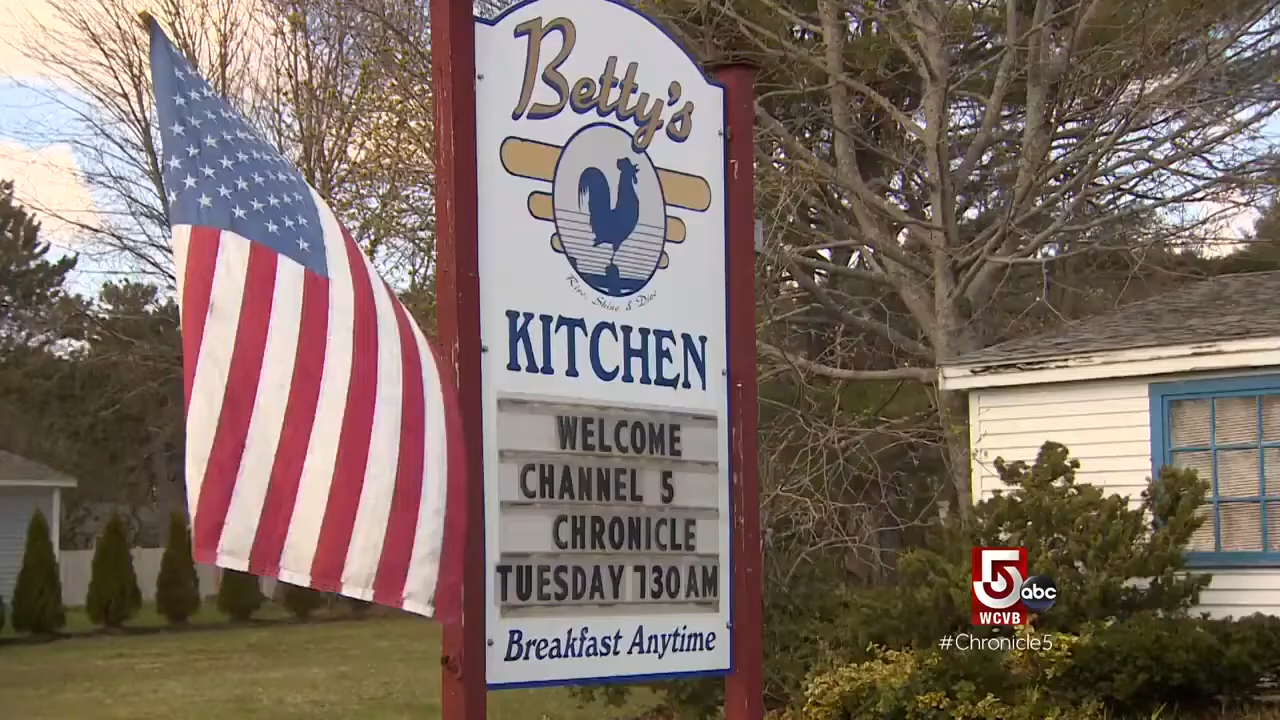 Betty's
Rise, Shine & Dine
KITCHEN
WELCOME
CHANNEL 5
CHRONICLE
TUESDAY 730 AM
Breakfast Anytime
5 abc
WCVB
#Chronicle5